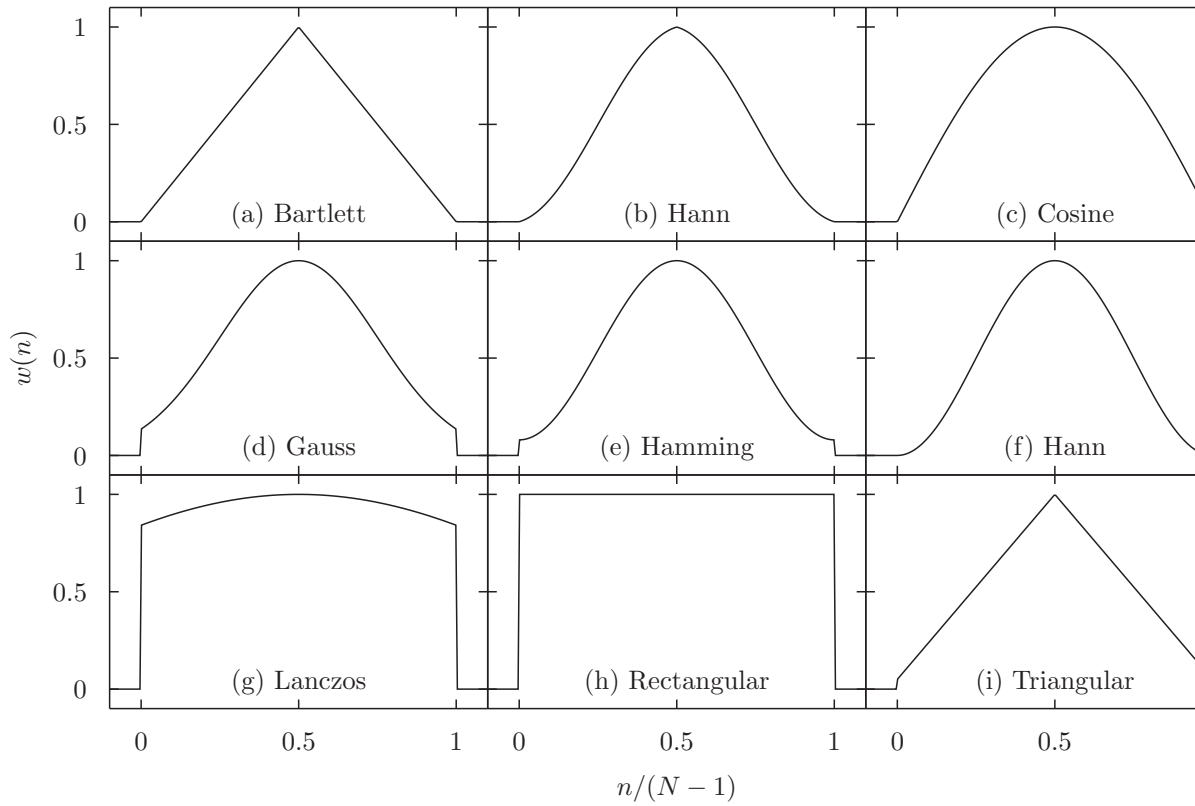 1
0.5
0
(a) Bartlett
(b) Hann
(c) Cosine
1
w(n)
0.5
0
(d) Gauss
(e) Hamming
(f) Hann
1
0.5
0
(g) Lanczos
(h) Rectangular
(i) Triangular
0 0.5 1 0 0.5 1 0 0.5
n/(N − 1)